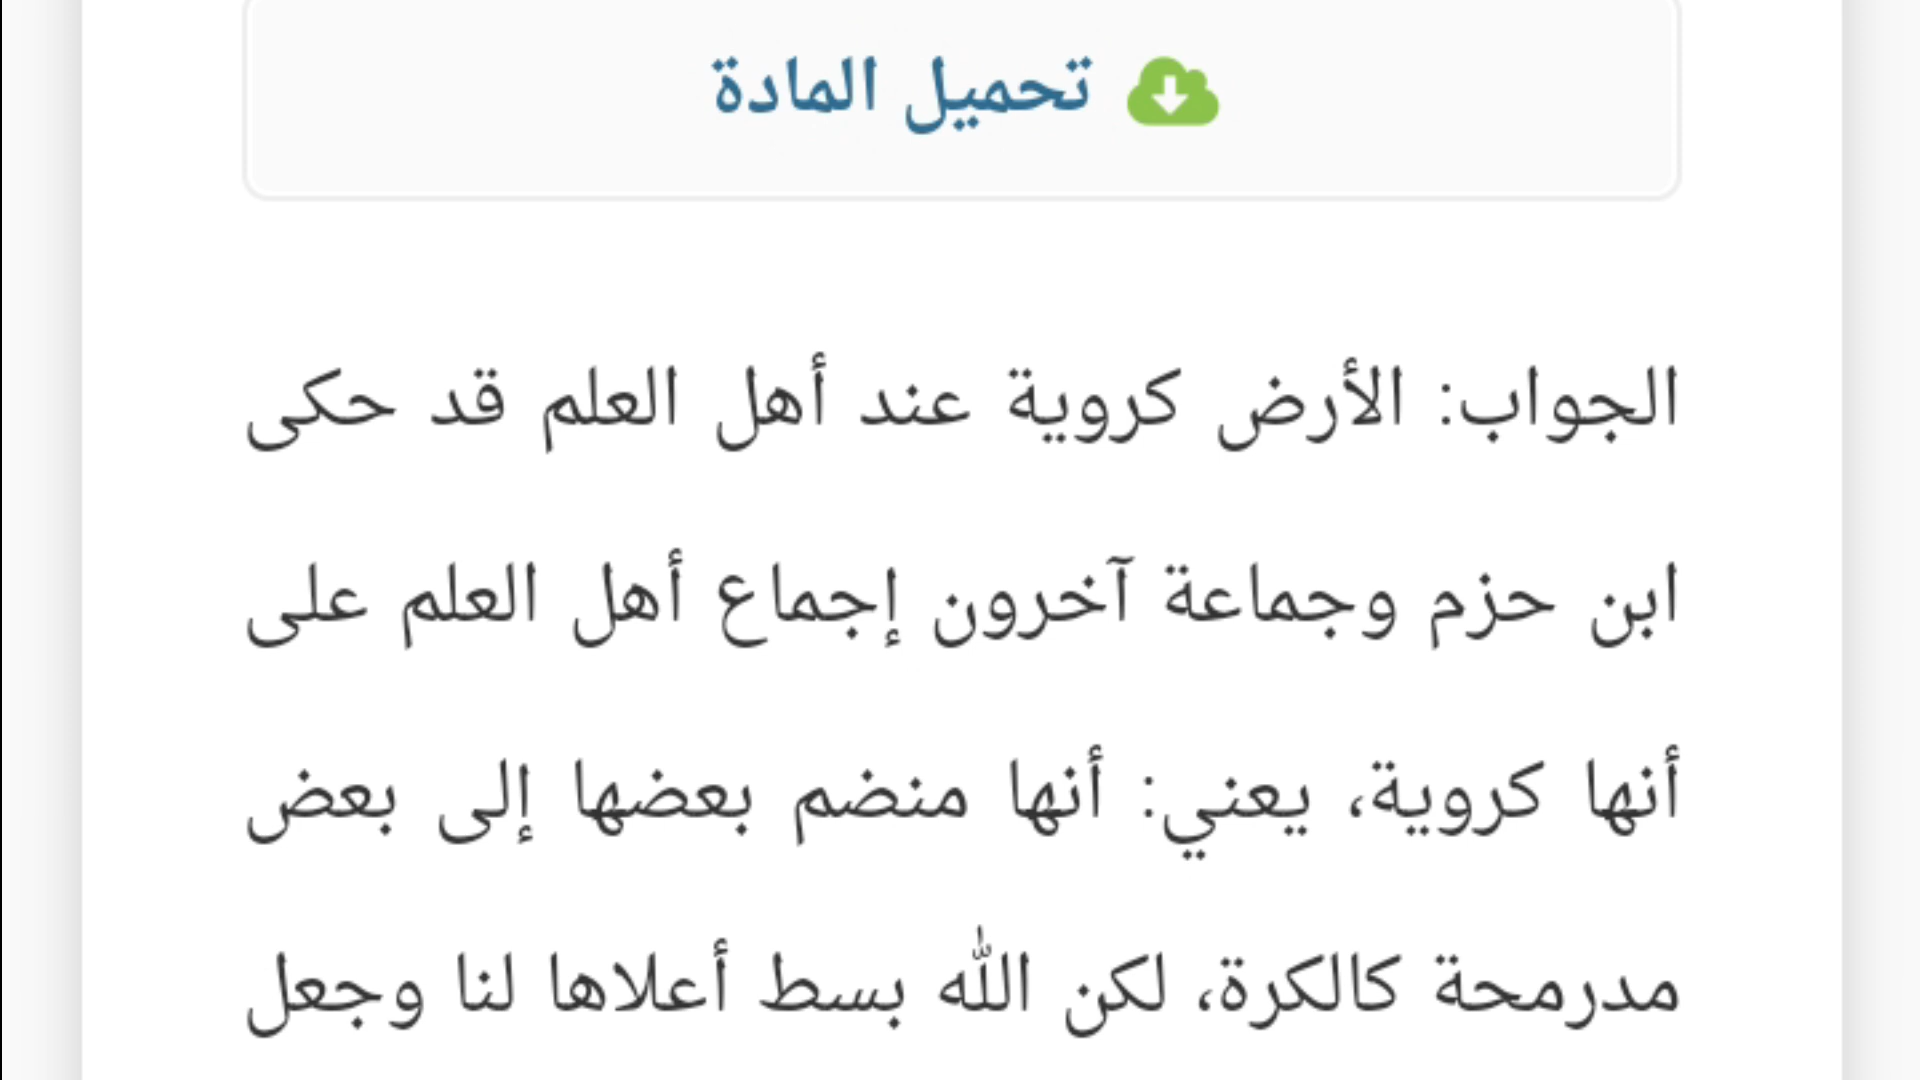 تحميل المادة
الجواب: الأرض كروية عند أهل العلم قد حكى
ابن حزم وجماعة آخرون إجماع أهل العلم على
أنها كروية، يعني: أنها منضم بعضها إلى بعض
مدرمحة كالكرة، لكن الله بسط أعلاها لنا وجعل